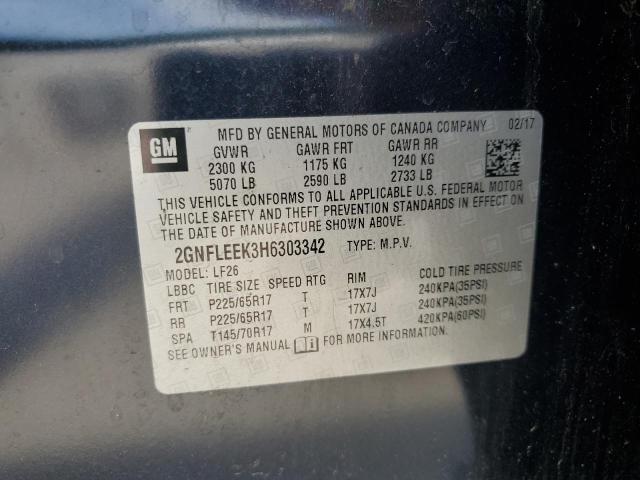 GM
MFD BY GENERAL MOTORS OF CANADA COMPANY 02/17
GVWR GAWR FRT GAWR RR
2300 KG 1175 KG 1240 KG
5070 LB 2590 LB 2733 LB
THIS VEHICLE CONFORMS TO ALL APPLICABLE U.S. FEDERAL MOTOR
VEHICLE SAFETY AND THEFT PREVENTION STANDARDS IN EFFECT ON
THE DATE OF MANUFACTURE SHOWN ABOVE.
2GNFLEEK3H6303342 TYPE: M.P.V.
MODEL: LF26
LBBC TIRE SIZE SPEED RTG RIM COLD TIRE PRESSURE
FRT P225/65R17 T 17X7J 240KPA(35PSI)
RR P225/65R17 T 17X7J 240KPA(35PSI)
SPA T145/70R17 M 17X4.5T 420KPA(60PSI)
SEE OWNER'S MANUAL FOR MORE INFORMATION.